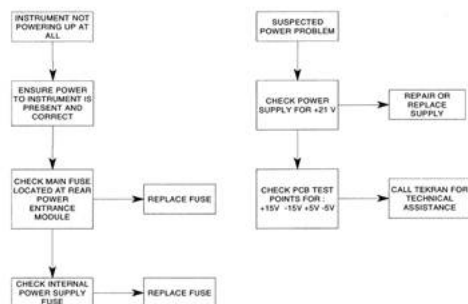 INSTRUMENT NOT
POWERING UP AT
ALL
ENSURE POWER
TO INSTRUMENT IS
PRESENT AND
CORRECT
CHECK MAIN FUSE
LOCATED AT REAR
POWER
ENTRANCE
MODULE
REPLACE FUSE
CHECK INTERNAL
POWER SUPPLY
FUSE
REPLACE FUSE
SUSPECTED
POWER PROBLEM
CHECK POWER
SUPPLY FOR +21 V
REPAIR OR
REPLACE
SUPPLY
CHECK PCB TEST
POINTS FOR :
+15V -15V +5V -5V
CALL TEKRAN FOR
TECHNICAL
ASSISTANCE